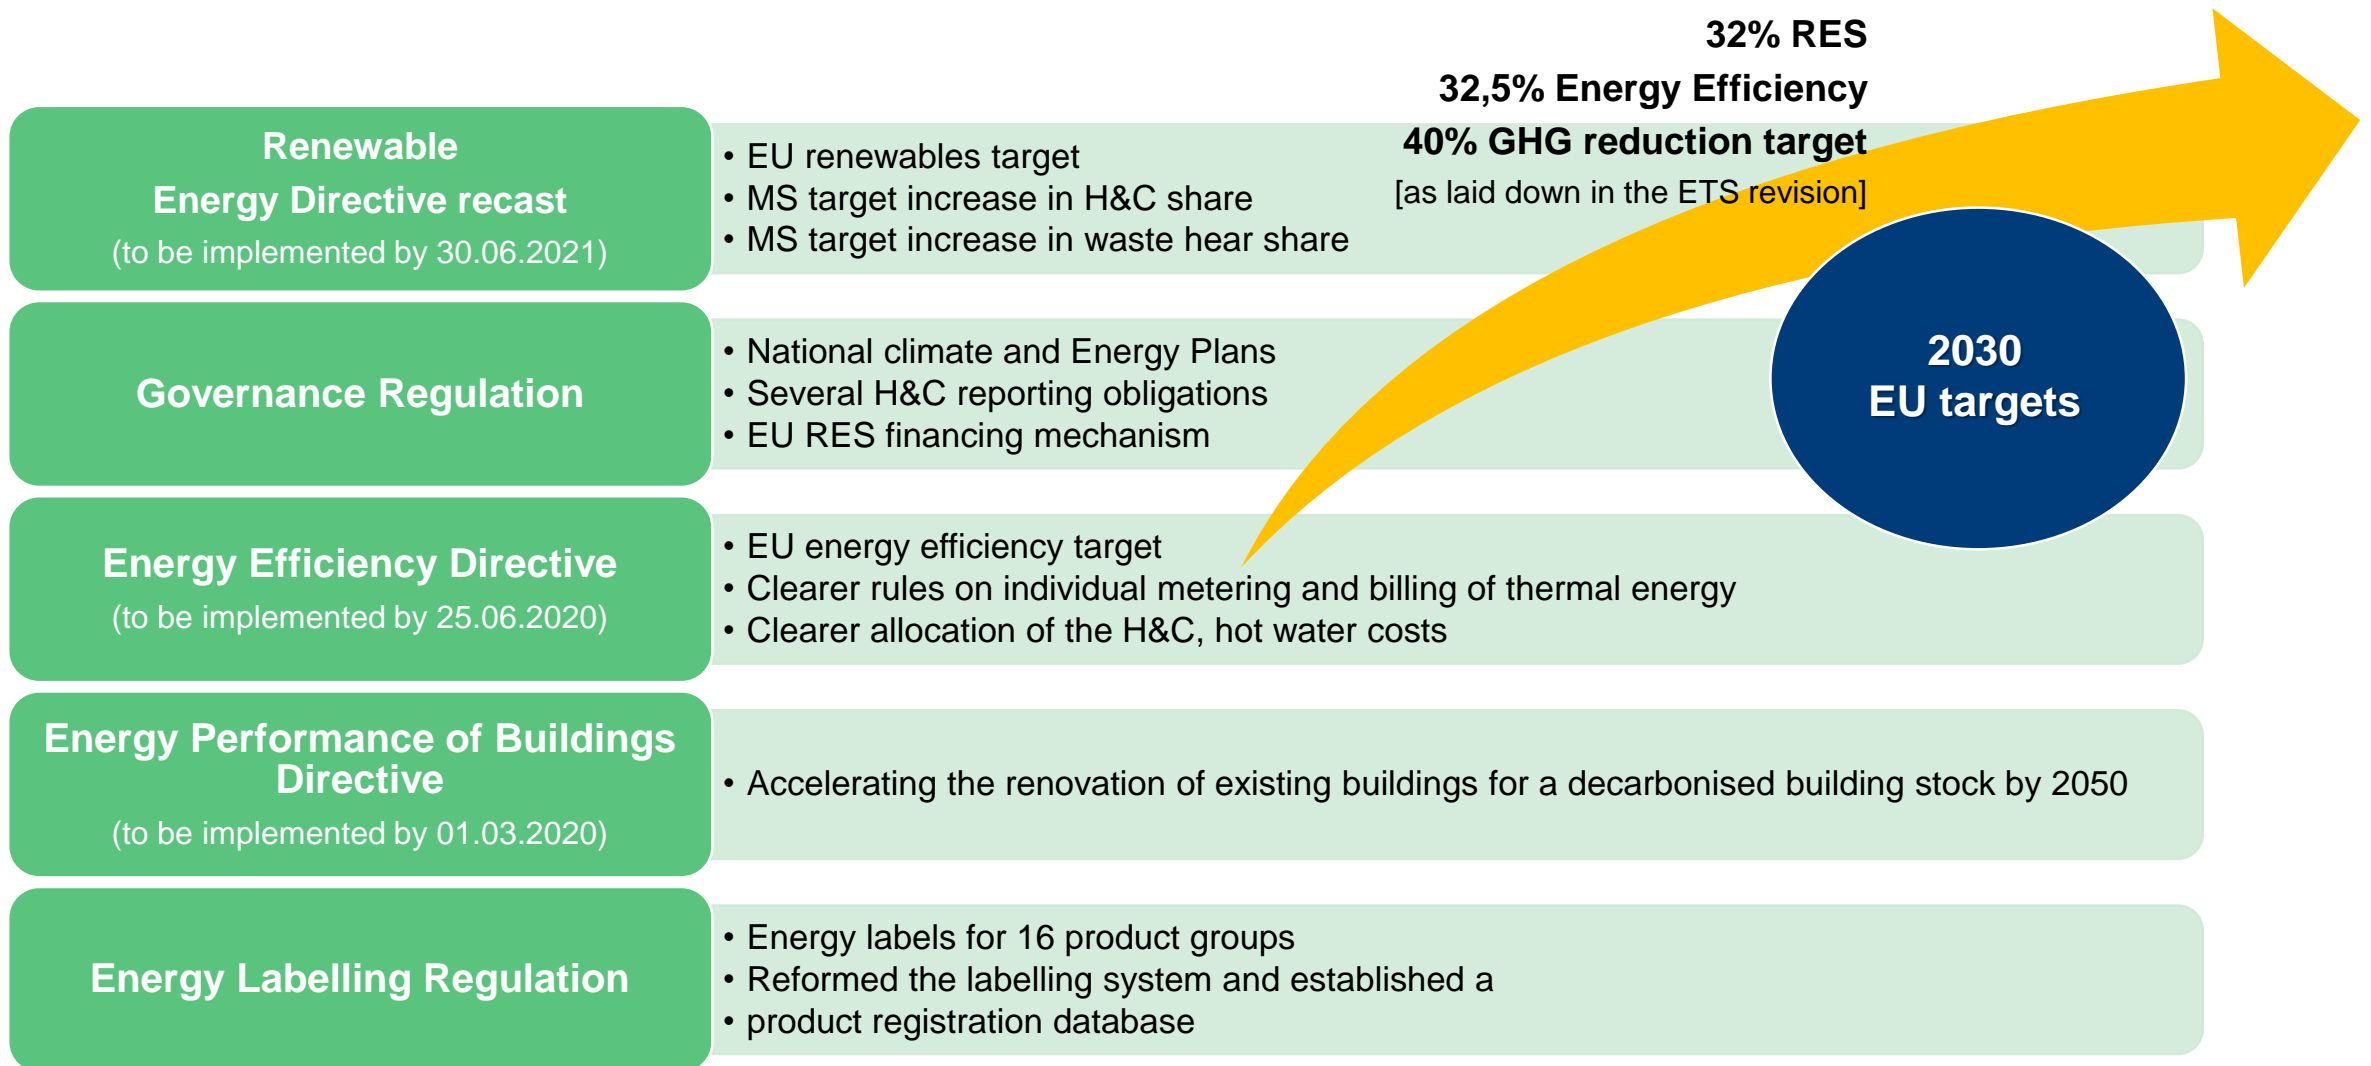 32% RES
32,5% Energy Efficiency
40% GHG reduction target
[as laid down in the ETS revision]
Renewable
Energy Directive recast
(to be implemented by 30.06.2021)
• EU renewables target
• MS target increase in H&C share
• MS target increase in waste hear share
2030
EU targets
Governance Regulation
• National climate and Energy Plans
• Several H&C reporting obligations
• EU RES financing mechanism
Energy Efficiency Directive
(to be implemented by 25.06.2020)
• EU energy efficiency target
• Clearer rules on individual metering and billing of thermal energy
• Clearer allocation of the H&C, hot water costs
Energy Performance of Buildings
Directive
(to be implemented by 01.03.2020)
• Accelerating the renovation of existing buildings for a decarbonised building stock by 2050
Energy Labelling Regulation
• Energy labels for 16 product groups
• Reformed the labelling system and established a
• product registration database